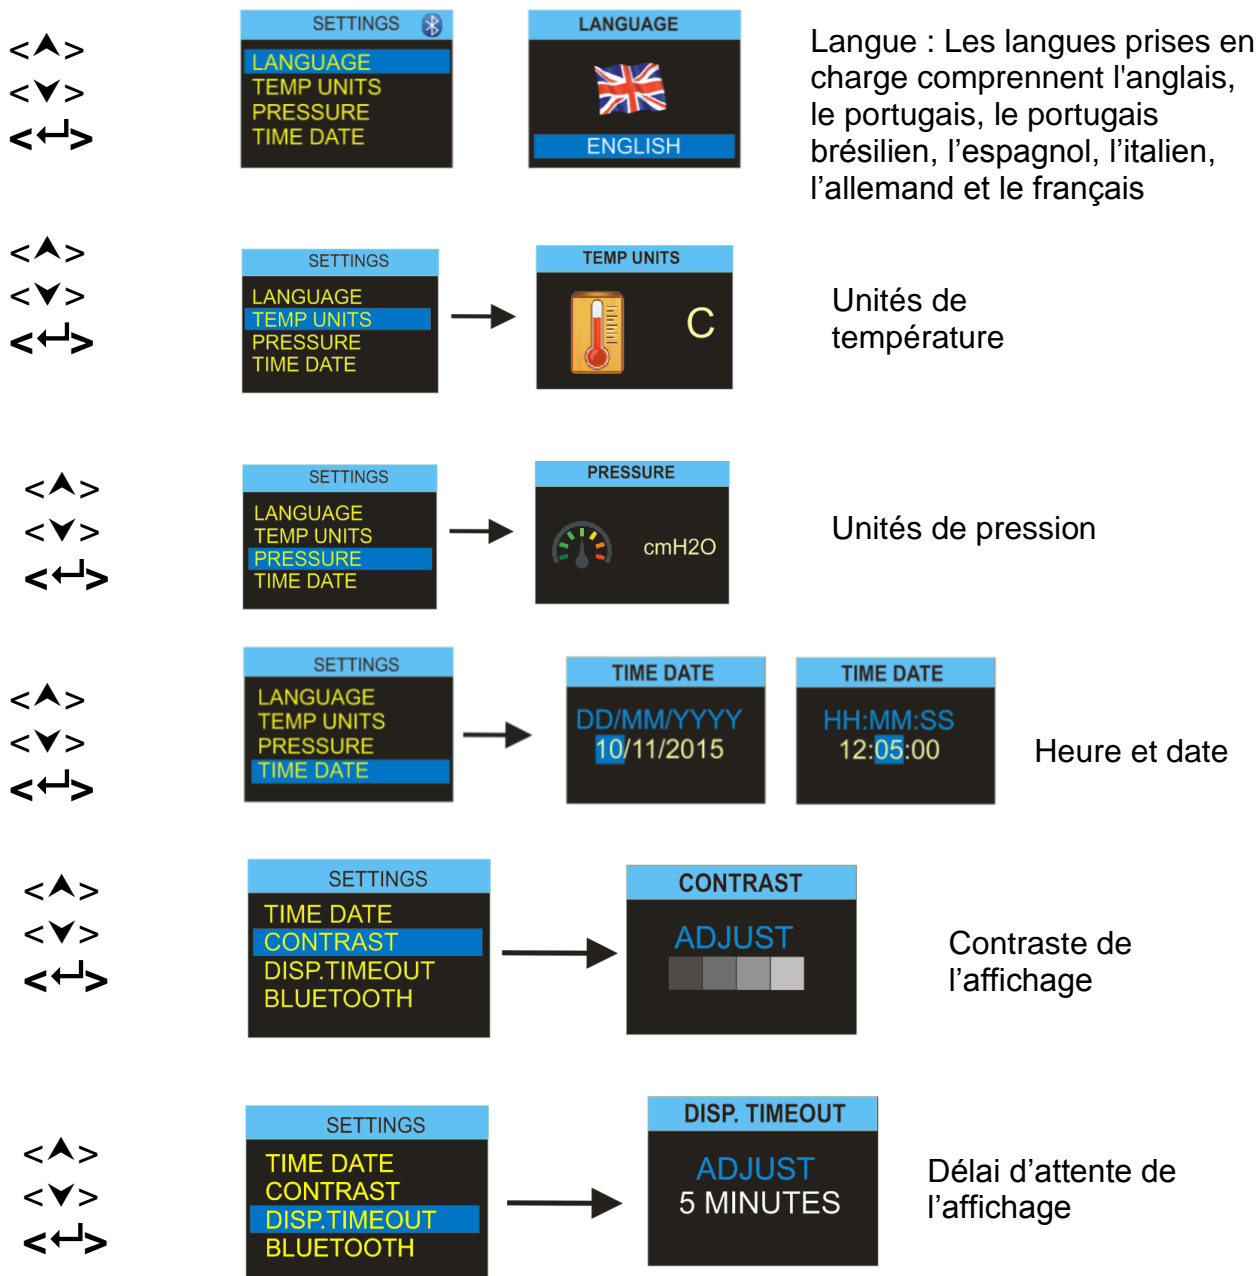 SETTINGS
LANGUAGE
TEMP UNITS
PRESSURE
TIME DATE
LANGUAGE
ENGLISH
Langue : Les langues prises en
charge comprennent l'anglais,
le portugais, le portugais
brésilien, l’espagnol, l’italien,
l’allemand et le français
SETTINGS
LANGUAGE
TEMP UNITS
PRESSURE
TIME DATE
TEMP UNITS
C
Unités de
température
SETTINGS
LANGUAGE
TEMP UNITS
PRESSURE
TIME DATE
PRESSURE
cmH2O
Unités de pression
SETTINGS
LANGUAGE
TEMP UNITS
PRESSURE
TIME DATE
TIME DATE
DD/MM/YYYY
10/11/2015
TIME DATE
HH:MM:SS
12:05:00
Heure et date
SETTINGS
TIME DATE
CONTRAST
DISP.TIMEOUT
BLUETOOTH
CONTRAST
ADJUST
Contraste de
l’affichage
SETTINGS
TIME DATE
CONTRAST
DISP.TIMEOUT
BLUETOOTH
DISP. TIMEOUT
ADJUST
5 MINUTES
Délai d’attente de
l’affichage